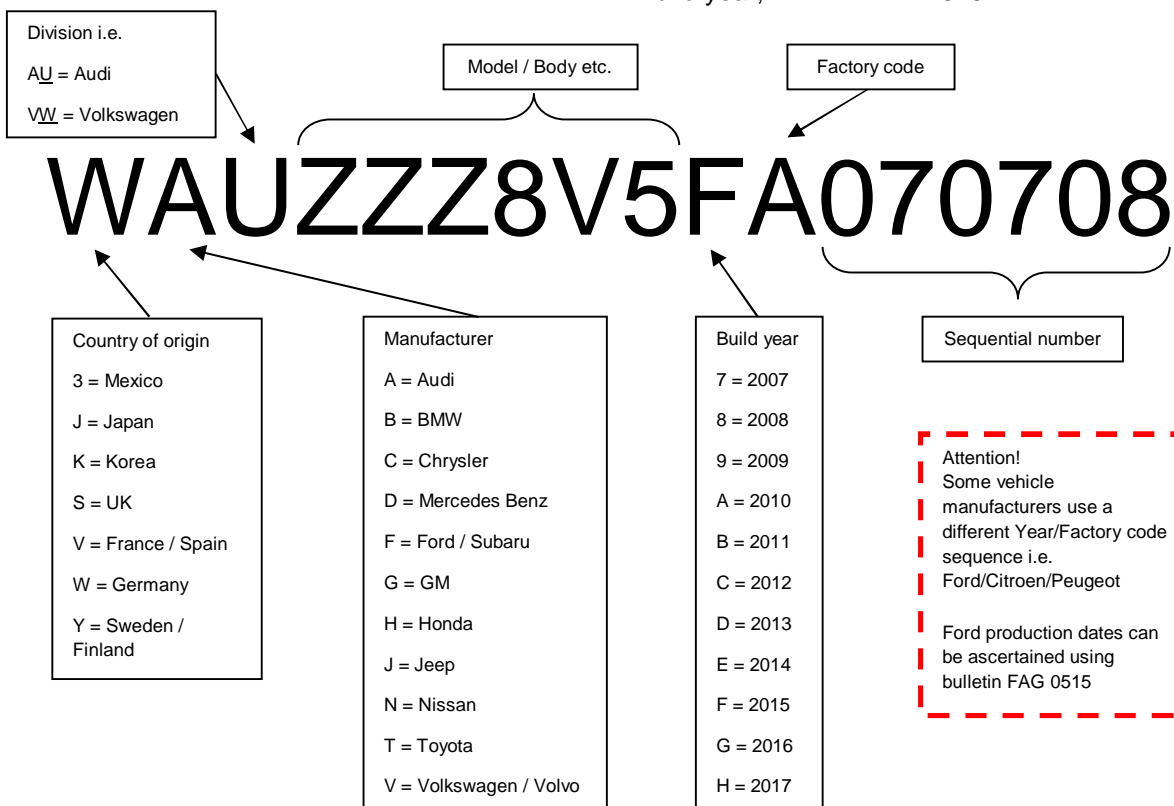 Division i.e.
AU = Audi
VW = Volkswagen
Model / Body etc.
Factory code
WAUZZZ8V5FA070708
Country of origin
3 = Mexico
J = Japan
K = Korea
S = UK
V = France / Spain
W = Germany
Y = Sweden /
Finland
Manufacturer
A = Audi
B = BMW
C = Chrysler
D = Mercedes Benz
F = Ford / Subaru
G = GM
H = Honda
J = Jeep
N = Nissan
T = Toyota
V = Volkswagen / Volvo
Build year
7 = 2007
8 = 2008
9 = 2009
A = 2010
B = 2011
C = 2012
D = 2013
E = 2014
F = 2015
G = 2016
H = 2017
Sequential number
Attention!
Some vehicle
manufacturers use a
different Year/Factory code
sequence i.e.
Ford/Citroen/Peugeot
Ford production dates can
be ascertained using
bulletin FAG 0515